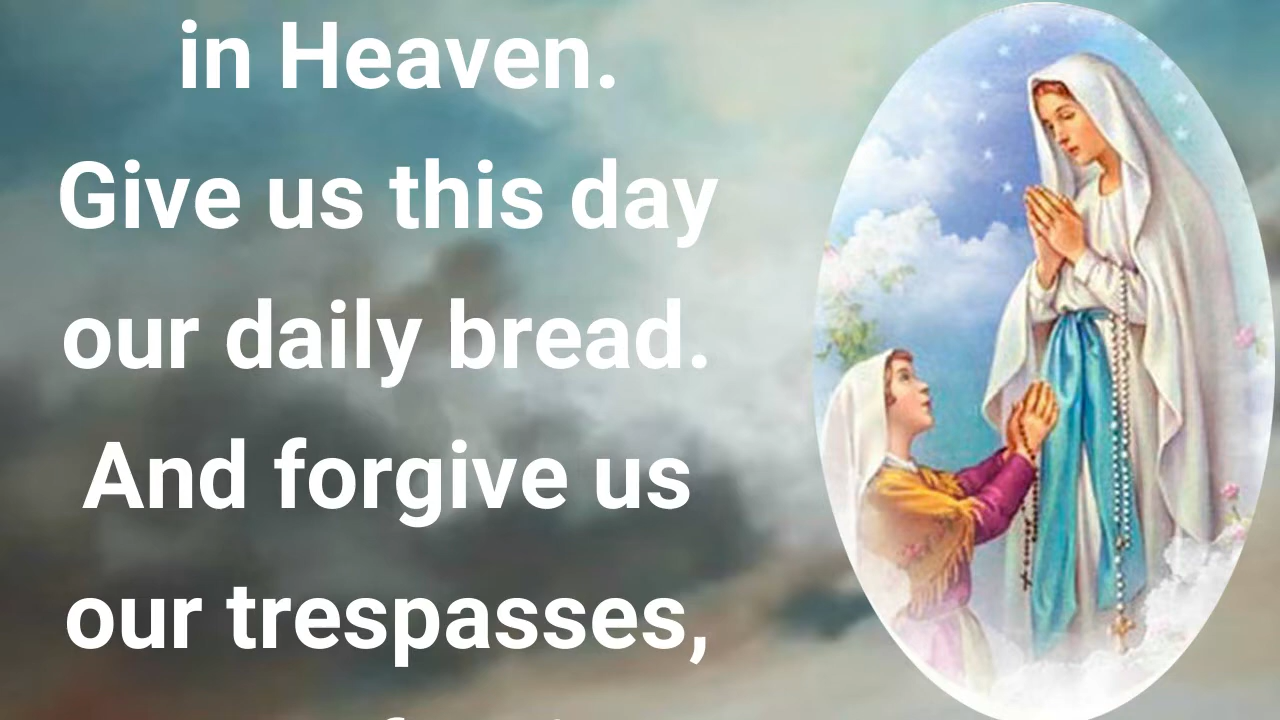 in Heaven.
Give us this day
our daily bread.
And forgive us
our trespasses,